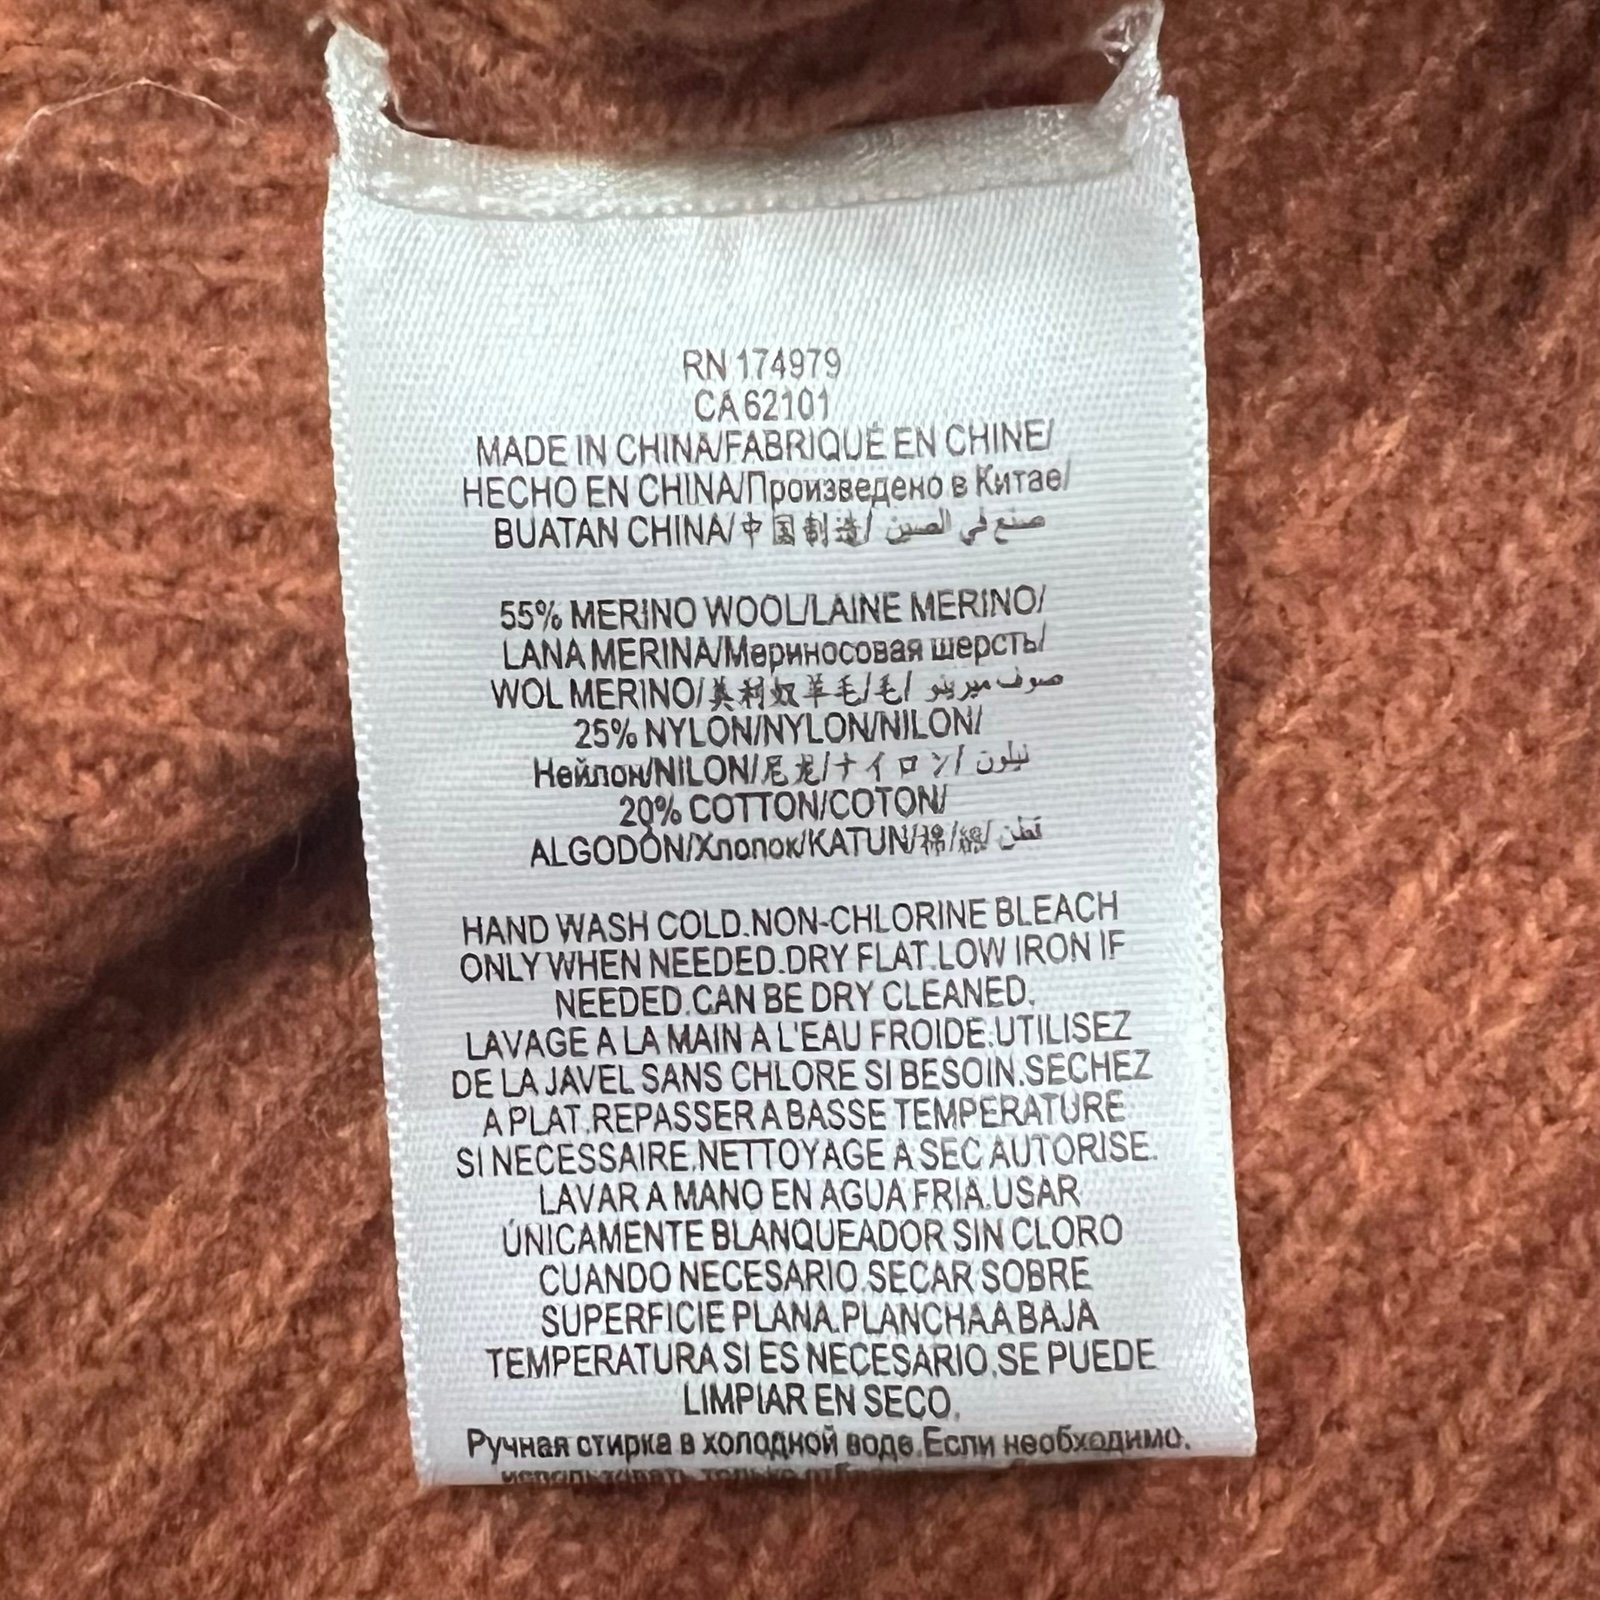 RN 174979
CA 62101
MADE IN CHINA/FABRIQUÉ EN CHINE/
HECHO EN CHINA/Произведено в Китае/
BUATAN CHINA/中国制造/ صنع في الصين
55% MERINO WOOL/LAINE MERINO/
LANA MERINA/Мериносовая шерсть/
WOL MERINO/美利奴羊毛/毛/ صوف ميرينو
25% NYLON/NYLON/NILON/
Нейлон/NILON/尼龙/ナイロン/ نيلون
20% COTTON/COTON/
ALGODÓN/Хлопок/KATUN/棉/綿/ قطن
HAND WASH COLD.NON-CHLORINE BLEACH
ONLY WHEN NEEDED.DRY FLAT.LOW IRON IF
NEEDED.CAN BE DRY CLEANED.
LAVAGE A LA MAIN A L'EAU FROIDE.UTILISEZ
DE LA JAVEL SANS CHLORE SI BESOIN.SECHEZ
A PLAT.REPASSER A BASSE TEMPERATURE
SI NECESSAIRE.NETTOYAGE A SEC AUTORISE.
LAVAR A MANO EN AGUA FRIA.USAR
ÚNICAMENTE BLANQUEADOR SIN CLORO
CUANDO NECESARIO.SECAR SOBRE
SUPERFICIE PLANA.PLANCHA A BAJA
TEMPERATURA SI ES NECESARIO.SE PUEDE
LIMPIAR EN SECO.
Ручная стирка в холодной воде.Если необходимо.
использовать только